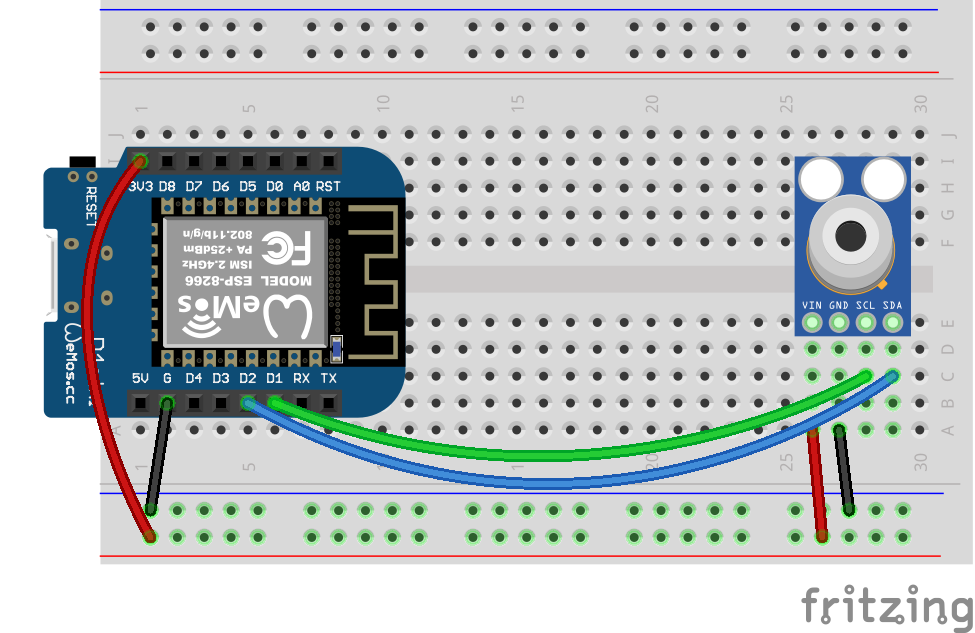 1 5 10 15 20 25 30
J J
I I
H
G
F
E
D
C
B
A A
RESET
3V3 D8 D7 D6 D5 D0 A0 RST
WeMos
MODEL ESP-8266
ISM 2.4GHz
PA +25dBm
802.11b/g/n
FC
WeMos.cc
D1
5V G D4 D3 D2 D1 RX TX
VIN GND SCL SDA
1 5 1 20 25 30
fritzing